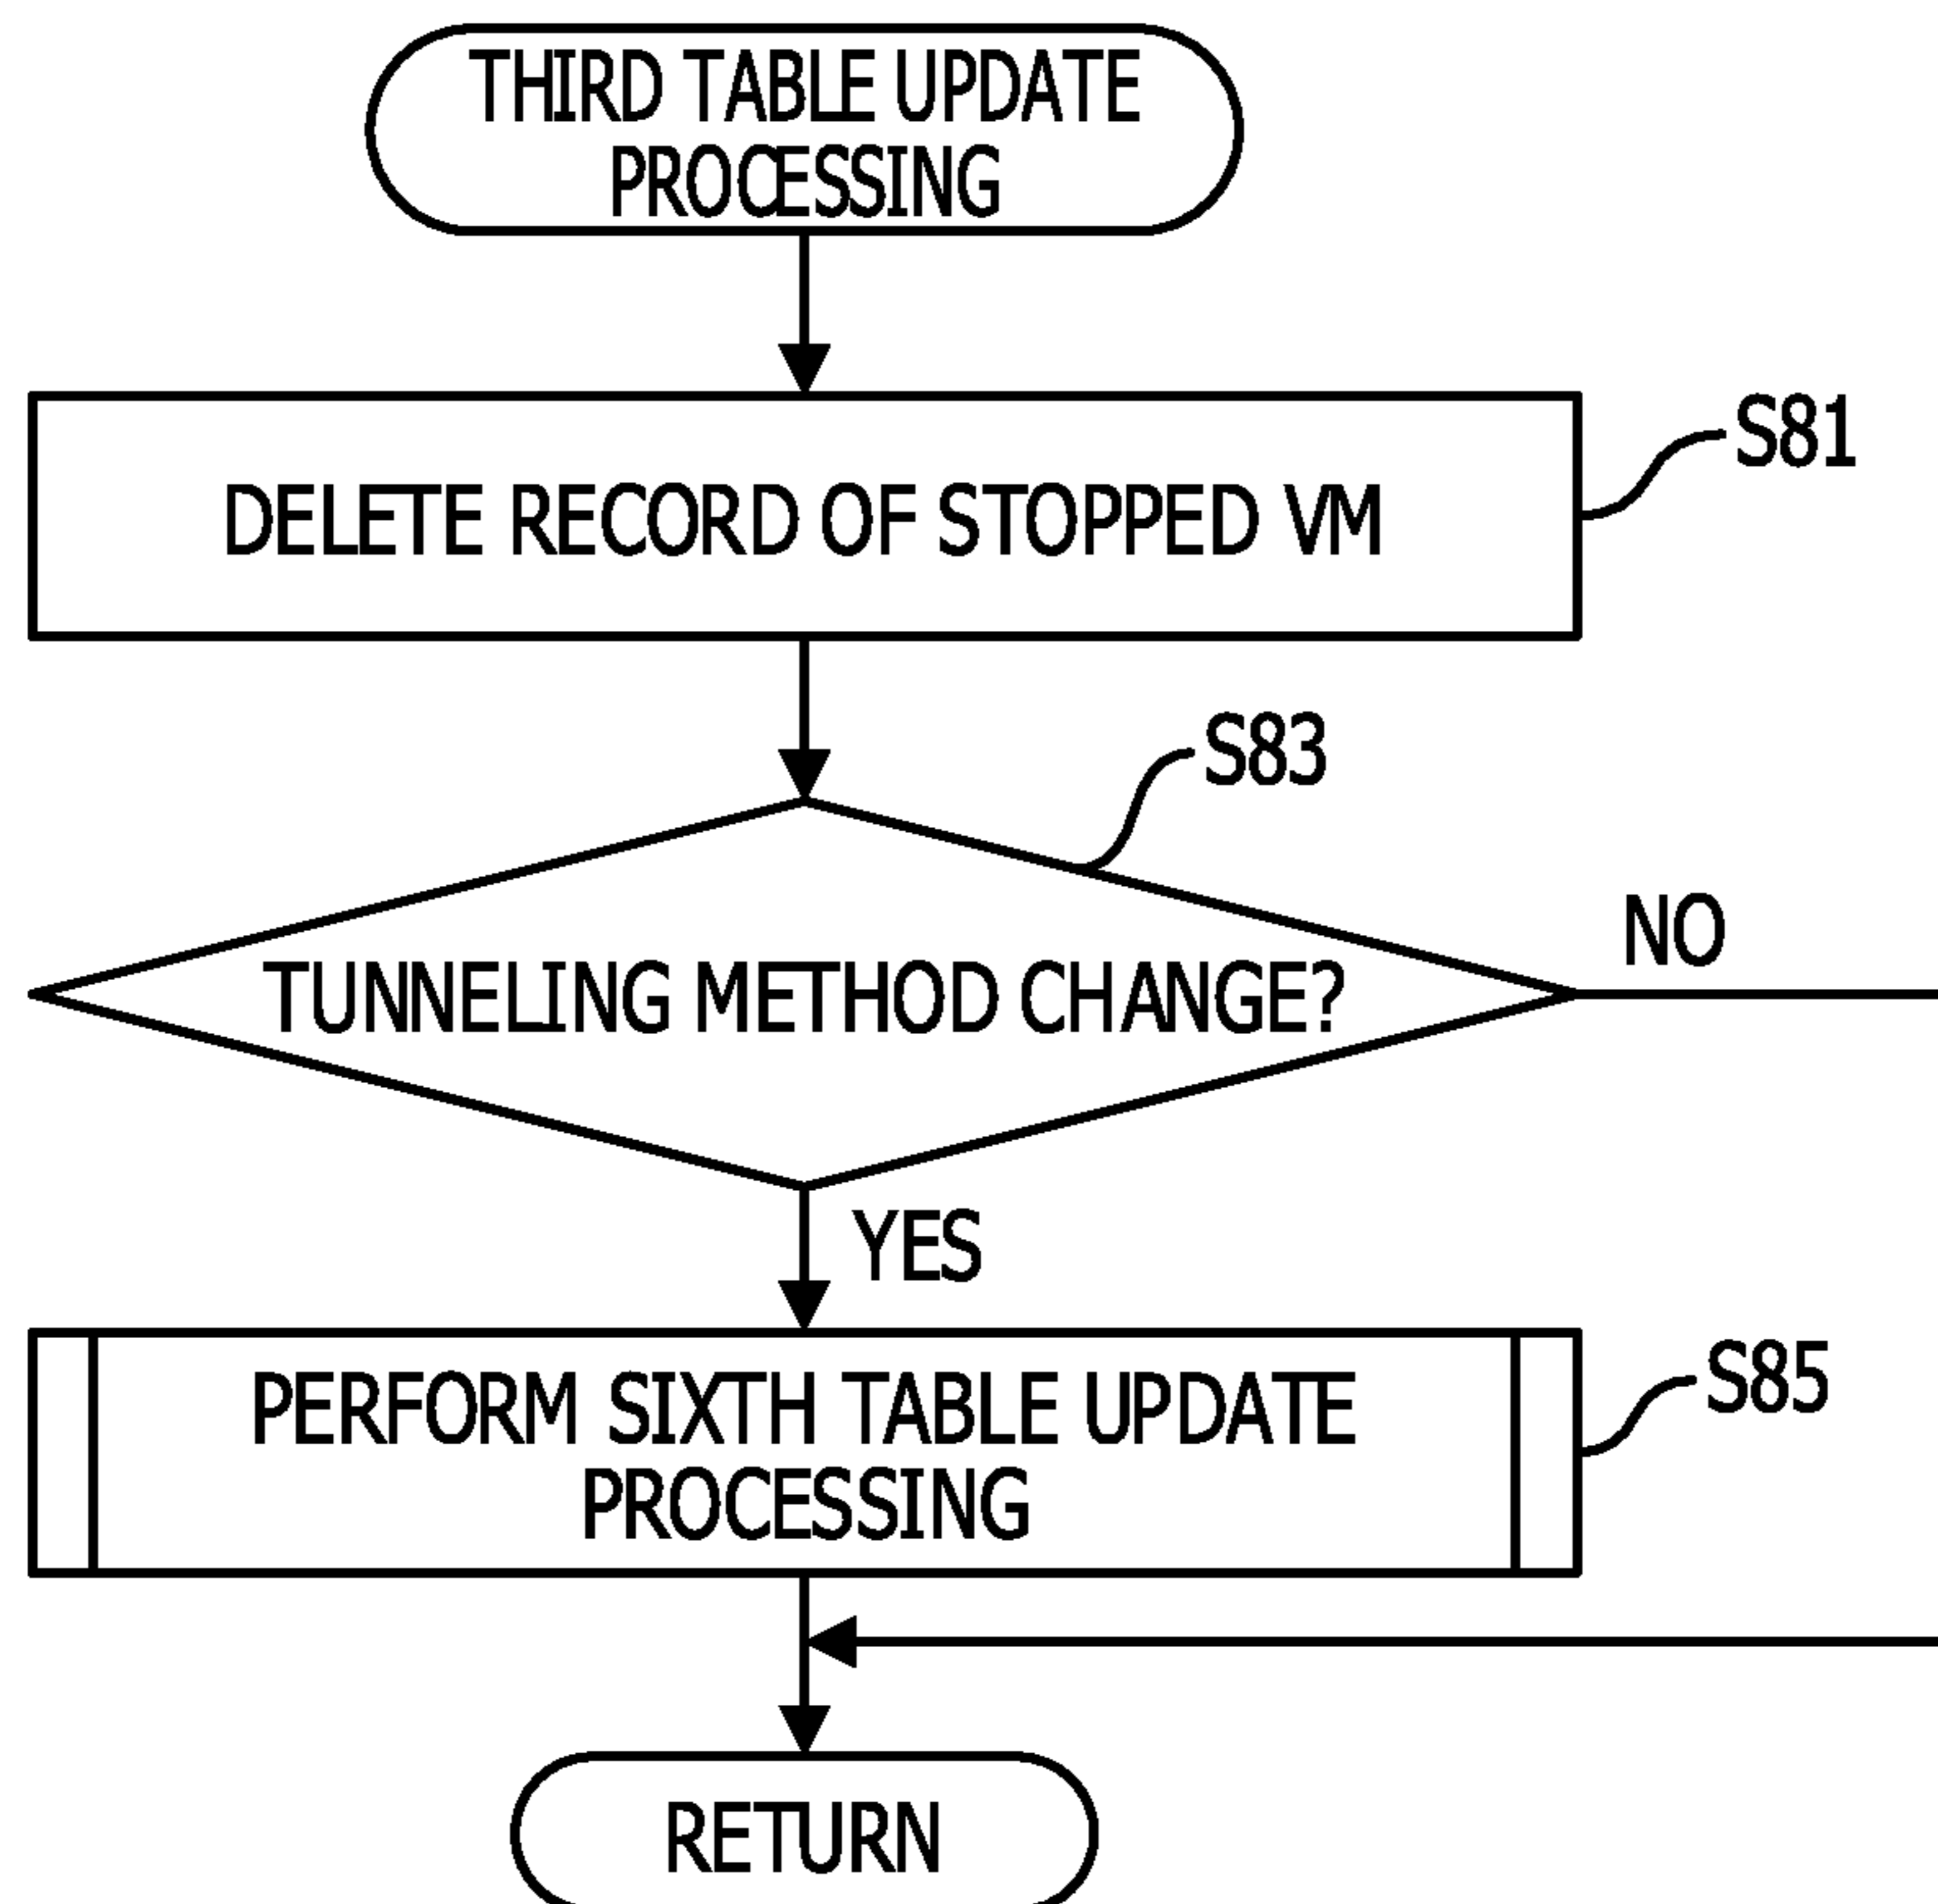 THIRD TABLE UPDATE
PROCESSING
S81
DELETE RECORD OF STOPPED VM
S83
TUNNELING METHOD CHANGE?
NO
YES
PERFORM SIXTH TABLE UPDATE
PROCESSING
S85
RETURN